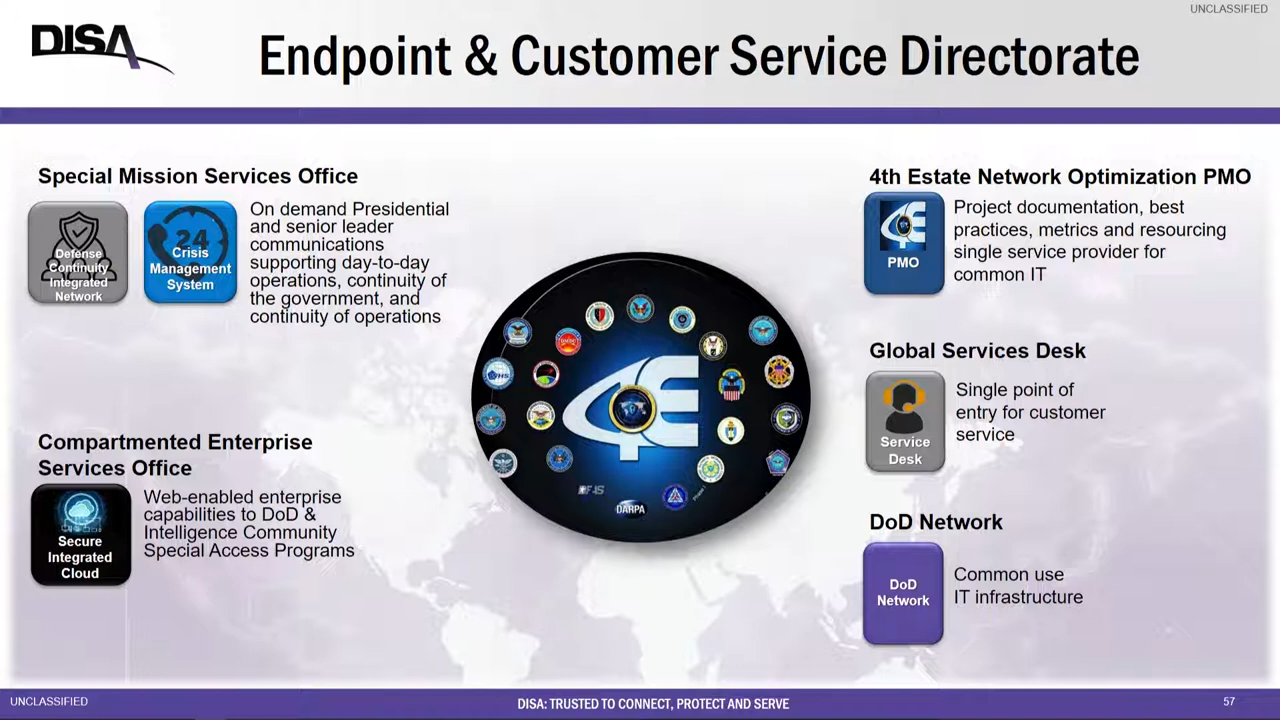 UNCLASSIFIED
DISA
Endpoint & Customer Service Directorate
Special Mission Services Office
Defense
Continuity
Integrated
Network
24
Crisis
Management
System
On demand Presidential
and senior leader
communications
supporting day-to-day
operations, continuity of
the government, and
continuity of operations
Compartmented Enterprise
Services Office
Secure
Integrated
Cloud
Web-enabled enterprise
capabilities to DoD &
Intelligence Community
Special Access Programs
4E
DARPA
4th Estate Network Optimization PMO
PMO
Project documentation, best
practices, metrics and resourcing
single service provider for
common IT
Global Services Desk
Service
Desk
Single point of
entry for customer
service
DoD Network
DoD
Network
Common use
IT infrastructure
UNCLASSIFIED
DISA: TRUSTED TO CONNECT, PROTECT AND SERVE
57